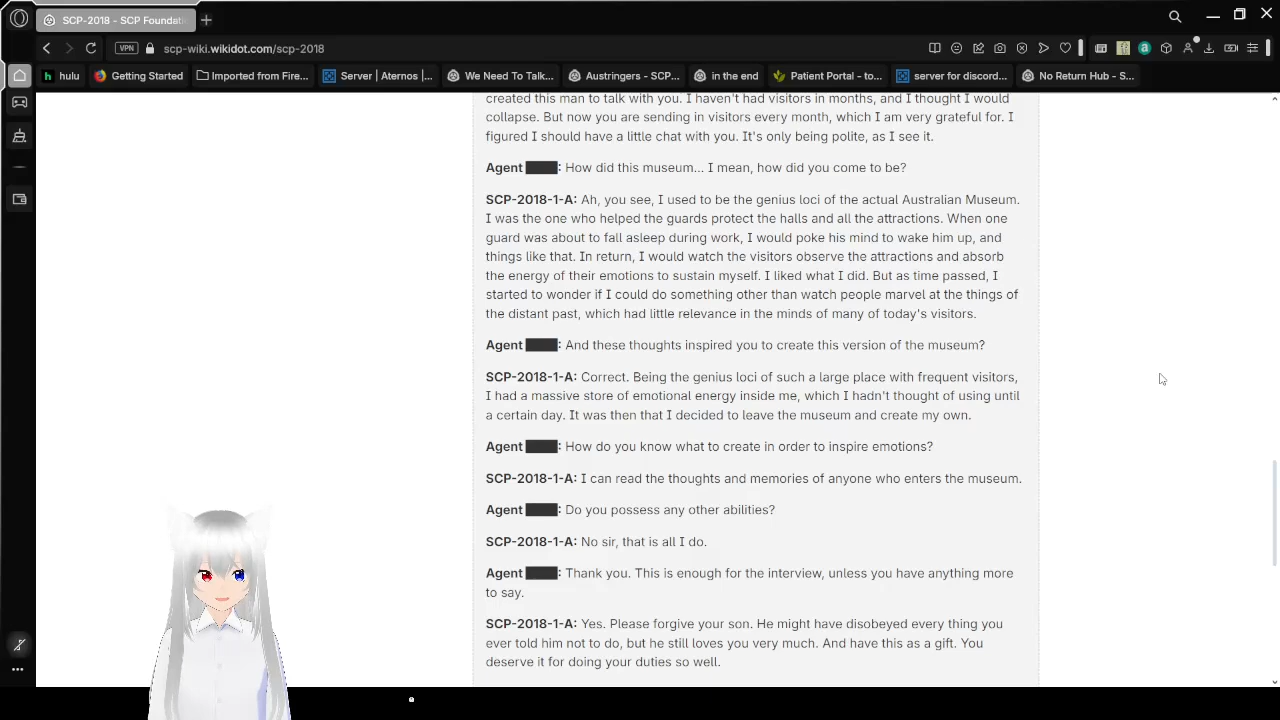 SCP-2018 - SCP Foundati
VPN
scp-wiki.wikidot.com/scp-2018
hulu
Getting Started
Imported from Fire...
Server | Aternos |...
We Need To Talk...
Austringers - SCP...
in the end
Patient Portal - to...
server for discord...
No Return Hub - S...
created this man to talk with you. I haven't had visitors in months, and I thought I would
collapse. But now you are sending in visitors every month, which I am very grateful for. I
figured I should have a little chat with you. It's only being polite, as I see it.
Agent ████: How did this museum... I mean, how did you come to be?
SCP-2018-1-A: Ah, you see, I used to be the genius loci of the actual Australian Museum.
I was the one who helped the guards protect the halls and all the attractions. When one
guard was about to fall asleep during work, I would poke his mind to wake him up, and
things like that. In return, I would watch the visitors observe the attractions and absorb
the energy of their emotions to sustain myself. I liked what I did. But as time passed, I
started to wonder if I could do something other than watch people marvel at the things of
the distant past, which had little relevance in the minds of many of today's visitors.
Agent ████: And these thoughts inspired you to create this version of the museum?
SCP-2018-1-A: Correct. Being the genius loci of such a large place with frequent visitors,
I had a massive store of emotional energy inside me, which I hadn't thought of using until
a certain day. It was then that I decided to leave the museum and create my own.
Agent ████: How do you know what to create in order to inspire emotions?
SCP-2018-1-A: I can read the thoughts and memories of anyone who enters the museum.
Agent ████: Do you possess any other abilities?
SCP-2018-1-A: No sir, that is all I do.
Agent ████: Thank you. This is enough for the interview, unless you have anything more
to say.
SCP-2018-1-A: Yes. Please forgive your son. He might have disobeyed every thing you
ever told him not to do, but he still loves you very much. And have this as a gift. You
deserve it for doing your duties so well.